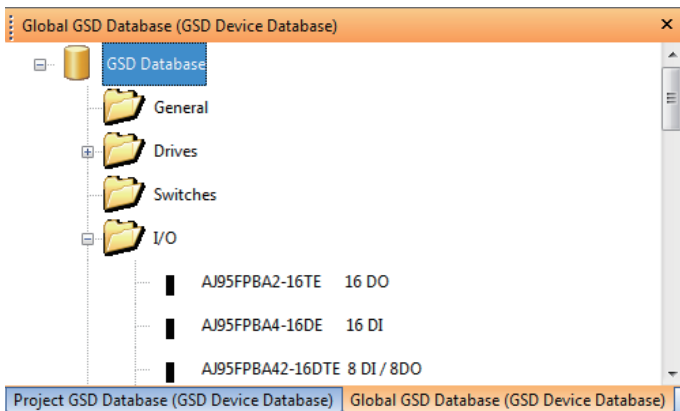 Global GSD Database (GSD Device Database)
GSD Database
General
Drives
Switches
I/O
AJ95FPBA2-16TE 16 DO
AJ95FPBA4-16DE 16 DI
AJ95FPBA42-16DTE 8 DI / 8DO
Project GSD Database (GSD Device Database) Global GSD Database (GSD Device Database)